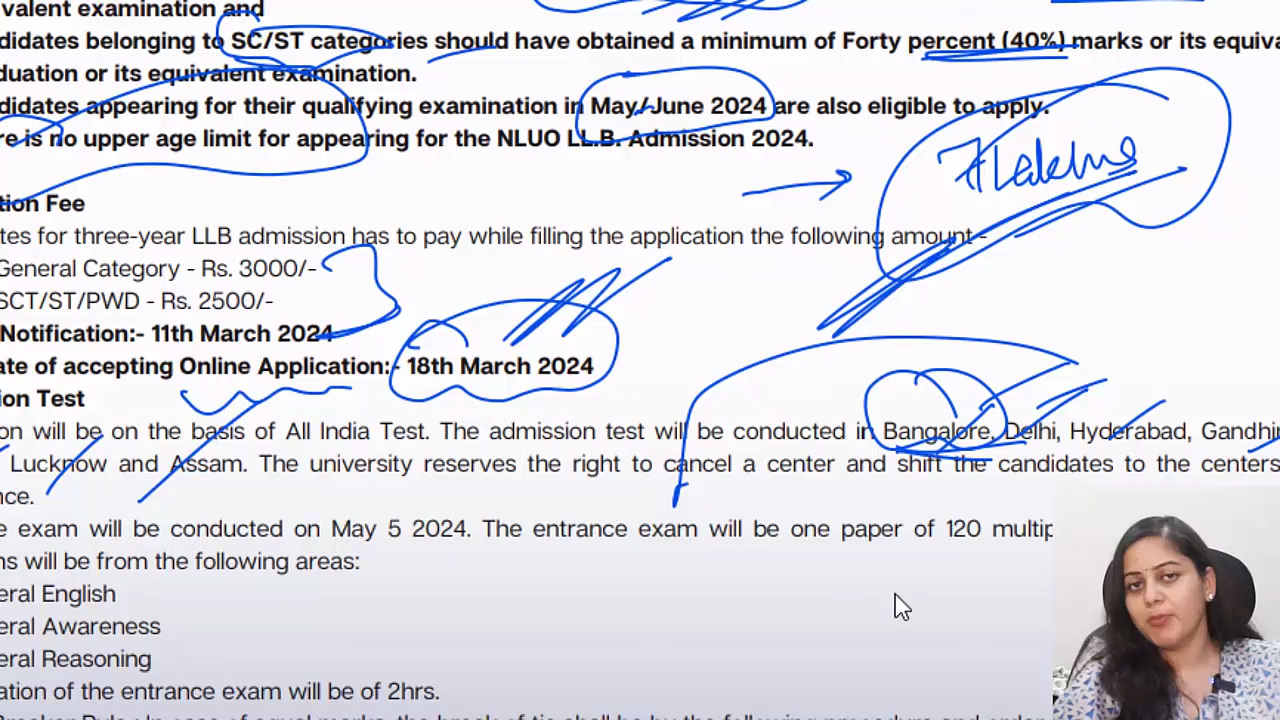 valent examination and
didates belonging to SC/ST categories should have obtained a minimum of Forty percent (40%) marks or its equiva
duation or its equivalent examination.
didates appearing for their qualifying examination in May/June 2024 are also eligible to apply.
re is no upper age limit for appearing for the NLUO LL.B. Admission 2024.
tion Fee
tes for three-year LLB admission has to pay while filling the application the following amount -
General Category - Rs. 3000/-
SCT/ST/PWD - Rs. 2500/-
Notification:- 11th March 2024
ate of accepting Online Application:- 18th March 2024
ion Test
on will be on the basis of All India Test. The admission test will be conducted in Bangalore, Delhi, Hyderabad, Gandhin
Lucknow and Assam. The university reserves the right to cancel a center and shift the candidates to the centers
nce.
e exam will be conducted on May 5 2024. The entrance exam will be one paper of 120 multip
ns will be from the following areas:
eral English
eral Awareness
eral Reasoning
ation of the entrance exam will be of 2hrs.